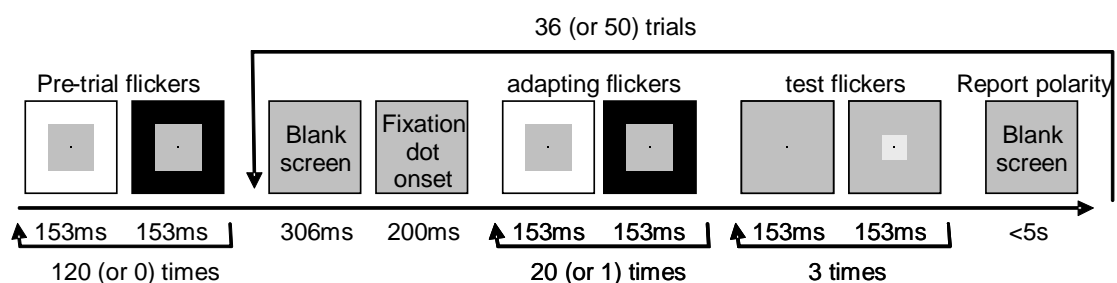 36 (or 50) trials
Pre-trial flickers
adapting flickers
test flickers
Report polarity
Blank
screen
Fixation
dot
onset
Blank
screen
153ms 153ms 306ms 200ms 153ms 153ms 153ms 153ms <5s
120 (or 0) times
20 (or 1) times
3 times